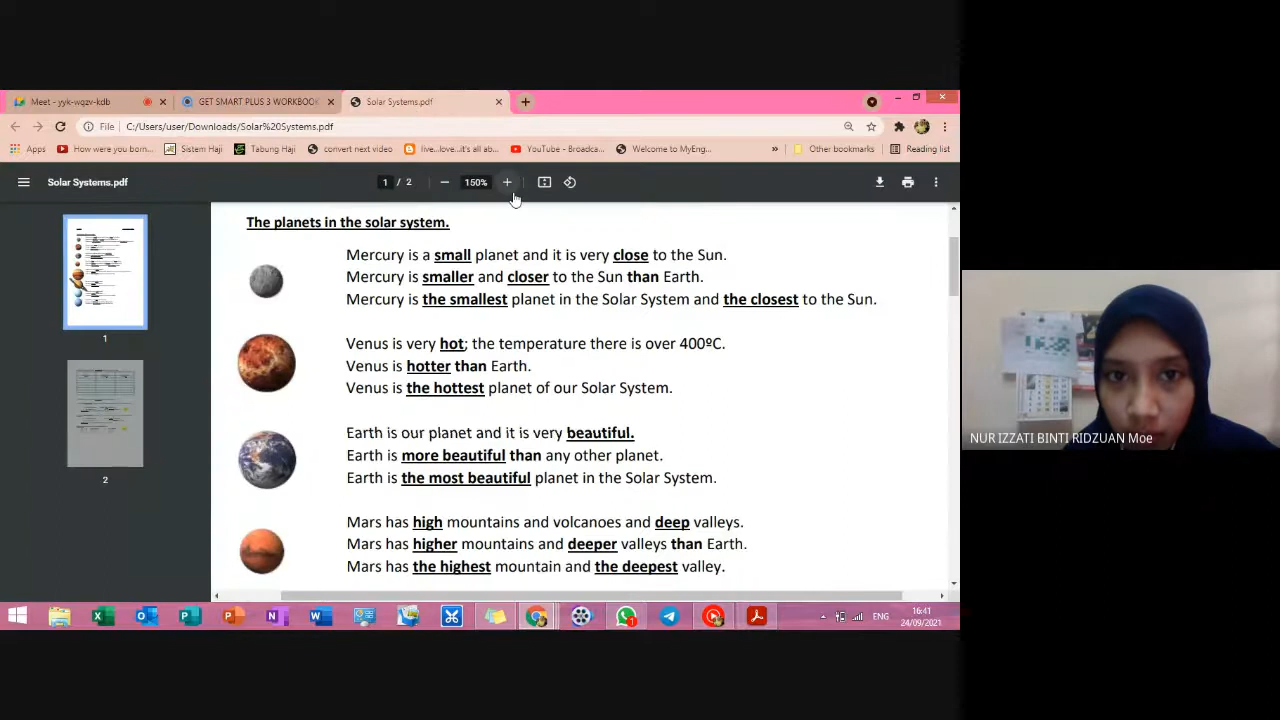 Meet - yyk-wqzv-kdb
GET SMART PLUS 3 WORKBOOK
Solar Systems.pdf
File
C:/Users/user/Downloads/Solar%20Systems.pdf
Apps
How were you born...
Sistem Haji
Tabung Haji
convert next video
live...love...it's all ab...
YouTube - Broadca...
Welcome to MyEng...
»
Other bookmarks
Reading list
Solar Systems.pdf
1 / 2
150%
The planets in the solar system.
Mercury is a small planet and it is very close to the Sun.
Mercury is smaller and closer to the Sun than Earth.
Mercury is the smallest planet in the Solar System and the closest to the Sun.
Venus is very hot; the temperature there is over 400ºC.
Venus is hotter than Earth.
Venus is the hottest planet of our Solar System.
Earth is our planet and it is very beautiful.
Earth is more beautiful than any other planet.
Earth is the most beautiful planet in the Solar System.
Mars has high mountains and volcanoes and deep valleys.
Mars has higher mountains and deeper valleys than Earth.
Mars has the highest mountain and the deepest valley.
1
2
NUR IZZATI BINTI RIDZUAN Moe
ENG
16:41
24/09/2021